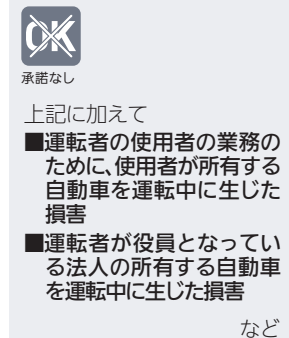 OK
承諾なし
上記に加えて
■運転者の使用者の業務の
ために、使用者が所有する
自動車を運転中に生じた
損害
■運転者が役員となってい
る法人の所有する自動車
を運転中に生じた損害
など